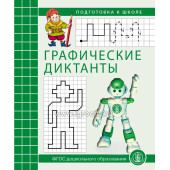 ПОДГОТОВКА К ШКОЛЕ
ГРАФИЧЕСКИЕ
ДИКТАНТЫ
ФГОС дошкольного образования